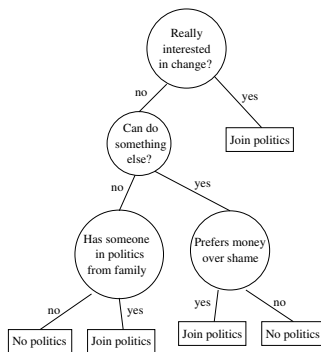 Really
interested
in change?
no
yes
Can do
something
else?
Join politics
no
yes
Has someone
in politics
from family
Prefers money
over shame
no
yes
yes
no
No politics
Join politics
Join politics
No politics